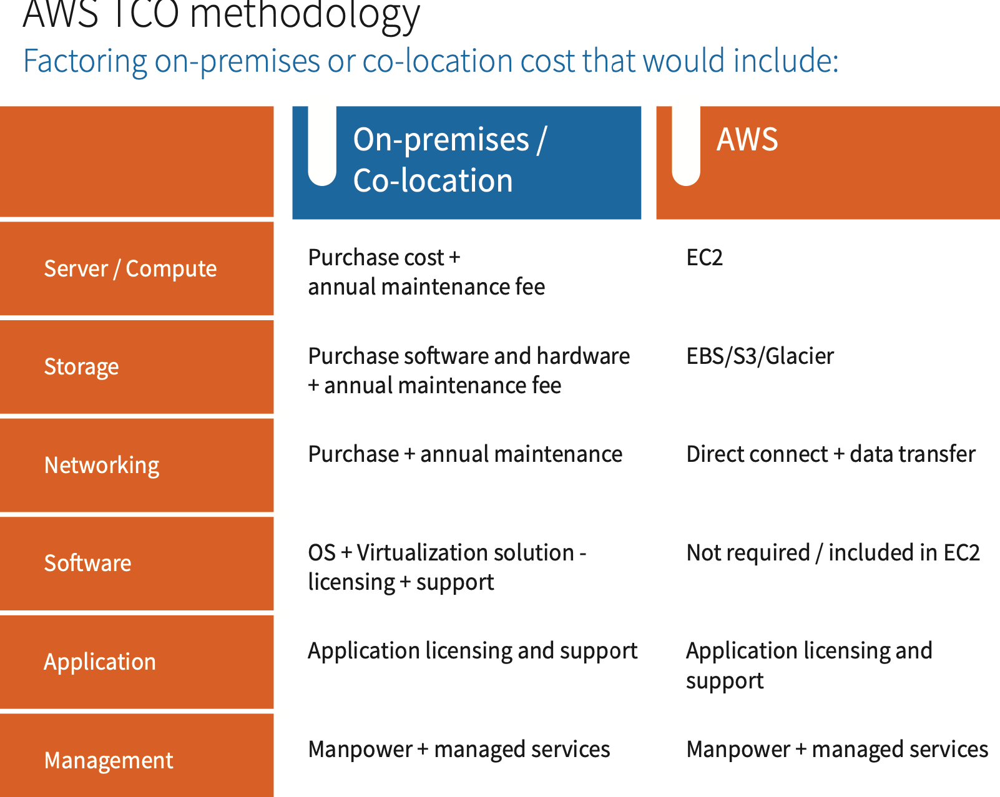 AWS TCO methodology
Factoring on-premises or co-location cost that would include:
On-premises /
Co-location
AWS
Server / Compute
Purchase cost +
annual maintenance fee
EC2
Storage
Purchase software and hardware
+ annual maintenance fee
EBS/S3/Glacier
Networking
Purchase + annual maintenance
Direct connect + data transfer
Software
OS + Virtualization solution -
licensing + support
Not required / included in EC2
Application
Application licensing and support
Application licensing and
support
Management
Manpower + managed services
Manpower + managed services